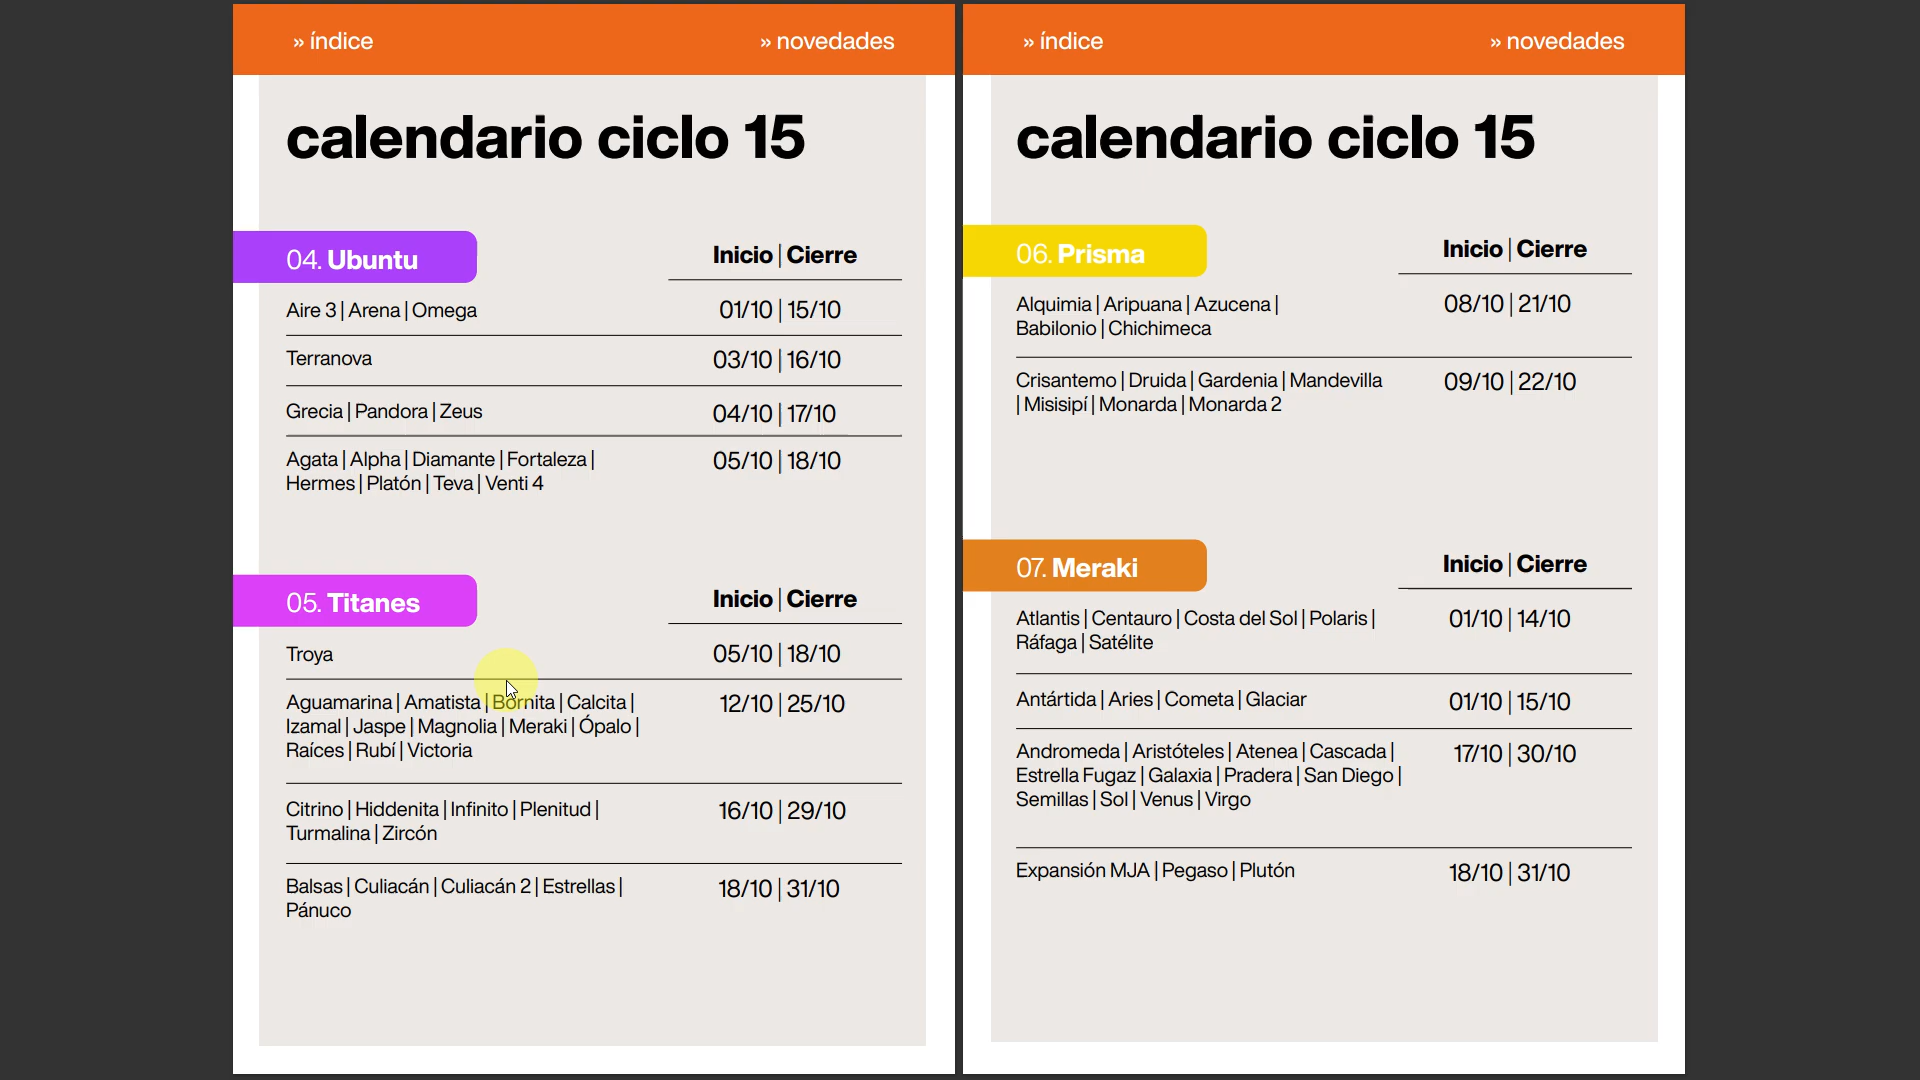 » índice
» novedades
calendario ciclo 15
04. Ubuntu
Inicio | Cierre
Aire 3 | Arena | Omega
01/10 | 15/10
Terranova
03/10 | 16/10
Grecia | Pandora | Zeus
04/10 | 17/10
Agata | Alpha | Diamante | Fortaleza |
05/10 | 18/10
Hermes | Platón | Teva | Venti 4
05. Titanes
Inicio | Cierre
Troya
05/10 | 18/10
Aguamarina | Amatista | Bornita | Calcita |
12/10 | 25/10
Izamal | Jaspe | Magnolia | Meraki | Ópalo |
Raíces | Rubí | Victoria
Citrino | Hiddenita | Infinito | Plenitud |
16/10 | 29/10
Turmalina | Zircón
Balsas | Culiacán | Culiacán 2 | Estrellas |
18/10 | 31/10
Pánuco
» índice
» novedades
calendario ciclo 15
06. Prisma
Inicio | Cierre
Alquimia | Aripuana | Azucena |
08/10 | 21/10
Babilonio | Chichimeca
Crisantemo | Druida | Gardenia | Mandevilla
09/10 | 22/10
| Misisipí | Monarda | Monarda 2
07. Meraki
Inicio | Cierre
Atlantis | Centauro | Costa del Sol | Polaris |
01/10 | 14/10
Ráfaga | Satélite
Antártida | Aries | Cometa | Glaciar
01/10 | 15/10
Andromeda | Aristóteles | Atenea | Cascada |
17/10 | 30/10
Estrella Fugaz | Galaxia | Pradera | San Diego |
Semillas | Sol | Venus | Virgo
Expansión MJA | Pegaso | Plutón
18/10 | 31/10